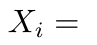 X_i =